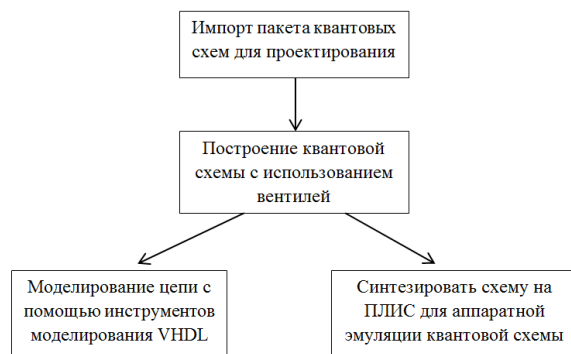 Импорт пакета квантовых
схем для проектирования
Построение квантовой
схемы с использованием
вентилей
Моделирование цепи с
помощью инструментов
моделирования VHDL
Синтезировать схему на
ПЛИС для аппаратной
эмуляции квантовой схемы